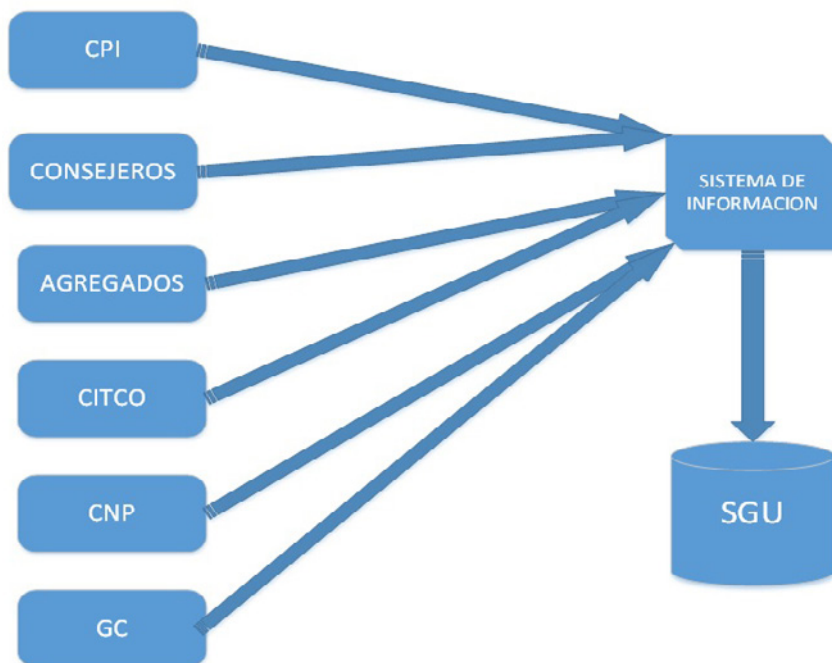 CPI
CONSEJEROS
AGREGADOS
CITCO
CNP
GC
SISTEMA DE
INFORMACION
SGU